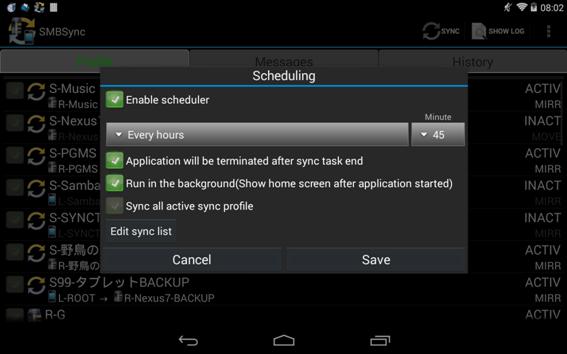 08:02
SMBSync
SYNC
SHOW LOG
Profile
Messages
History
Scheduling
Enable scheduler
Minute
Every hours
45
Application will be terminated after sync task end
Run in the background(Show home screen after application started)
Sync all active sync profile
Edit sync list
Cancel
Save
S-Music
ACTIV
R-Music
MIRR
S-Nexus
INACT
R-Nexus
MOVE
S-PGMS
ACTIV
R-PGMS
MIRR
S-Samba
INACT
L-Samba
MIRR
S-SYNCT
INACT
L-SYNCT
MIRR
S-野鳥の
ACTIV
R-野鳥の
MIRR
S99-タブレットBACKUP
ACTIV
L-ROOT → R-Nexus7-BACKUP
MIRR
R-G
ACTIV